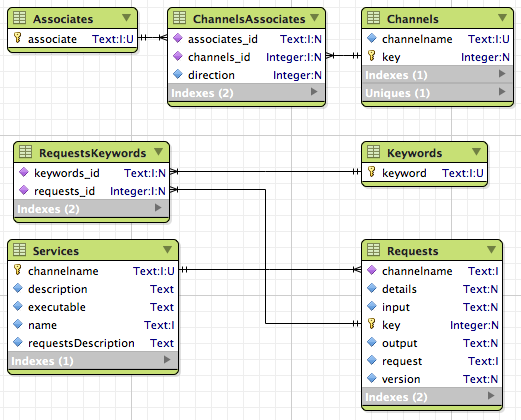 Associates
associate Text:I:U
ChannelsAssociates
associates_id Text:I:N
channels_id Integer:I:N
direction Integer:N
Indexes (2)
Channels
channelname Text:I:U
key Integer:N
Indexes (1)
Uniques (1)
RequestsKeywords
keywords_id Text:I:N
requests_id Integer:I:N
Indexes (2)
Keywords
keyword Text:I:U
Services
channelname Text:I:U
description Text
executable Text
name Text:I
requestsDescription Text
Indexes (1)
Requests
channelname Text:I
details Text:N
input Text:N
key Integer:N
output Text:N
request Text:I
version Text:N
Indexes (2)